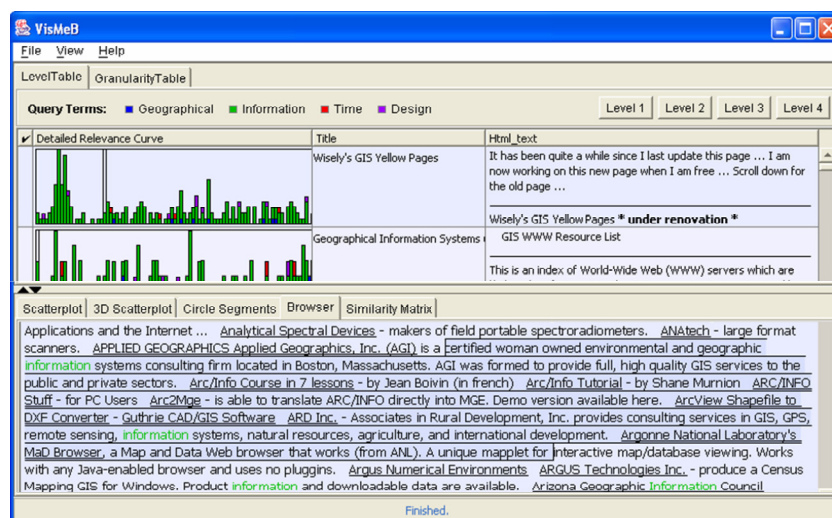 VisMeB
File View Help
LevelTable GranularityTable
Query Terms: Geographical Information Time Design Level 1 Level 2 Level 3 Level 4
Detailed Relevance Curve Title Html_text
Wisely's GIS Yellow Pages
It has been quite a while since I last update this page ... I am
now working on this new page when I am free ... Scroll down for
the old page ...
Wisely's GIS Yellow Pages * under renovation *
Geographical Information Systems
GIS WWW Resource List
This is an index of World-Wide Web (WWW) servers which are
Scatterplot 3D Scatterplot Circle Segments Browser Similarity Matrix
Applications and the Internet ... Analytical Spectral Devices - makers of field portable spectroradiometers. ANAtech - large format
scanners. APPLIED GEOGRAPHICS Applied Geographics, Inc. (AGI) is a certified woman owned environmental and geographic
information systems consulting firm located in Boston, Massachusetts. AGI was formed to provide full, high quality GIS services to the
public and private sectors. Arc/Info Course in 7 lessons - by Jean Boivin (in french) Arc/Info Tutorial - by Shane Murnion ARC/INFO
Stuff - for PC Users Arc2Mge - is able to translate ARC/INFO directly into MGE. Demo version available here. ArcView Shapefile to
DXF Converter - Guthrie CAD/GIS Software ARD Inc. - Associates in Rural Development, Inc. provides consulting services in GIS, GPS,
remote sensing, information systems, natural resources, agriculture, and international development. Argonne National Laboratory's
MaD Browser, a Map and Data Web browser that works (from ANL). A unique mapplet for interactive map/database viewing. Works
with any Java-enabled browser and uses no pluggins. Argus Numerical Environments ARGUS Technologies Inc. - produce a Census
Mapping GIS for Windows. Product information and downloadable data are available. Arizona Geographic Information Council
Finished.